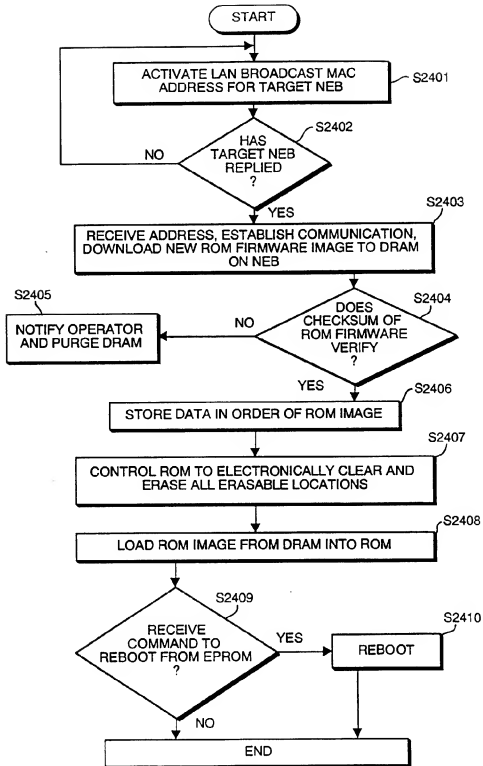 START
ACTIVATE LAN BROADCAST MAC
ADDRESS FOR TARGET NEB
S2401
HAS
TARGET NEB
REPLIED
?
S2402
NO
YES
S2403
RECEIVE ADDRESS, ESTABLISH COMMUNICATION,
DOWNLOAD NEW ROM FIRMWARE IMAGE TO DRAM
ON NEB
S2405
NOTIFY OPERATOR
AND PURGE DRAM
NO
DOES
CHECKSUM OF
ROM FIRMWARE
VERIFY
?
S2404
YES
S2406
STORE DATA IN ORDER OF ROM IMAGE
S2407
CONTROL ROM TO ELECTRONICALLY CLEAR AND
ERASE ALL ERASABLE LOCATIONS
S2408
LOAD ROM IMAGE FROM DRAM INTO ROM
S2409
RECEIVE
COMMAND TO
REBOOT FROM EPROM
?
YES
S2410
REBOOT
NO
END